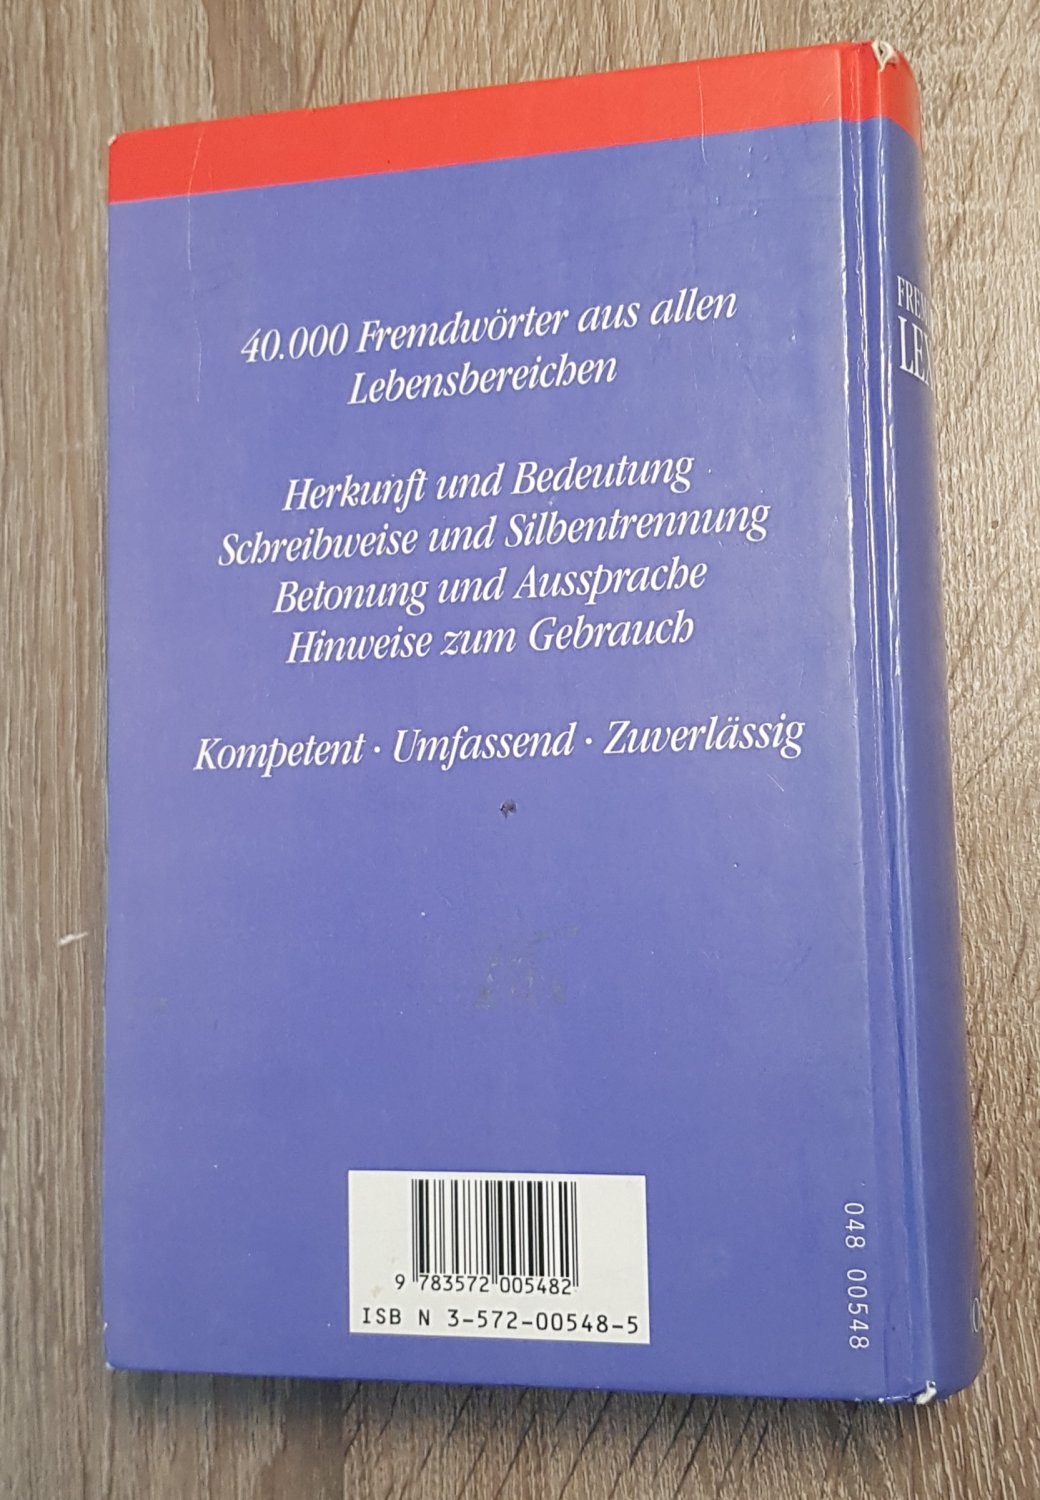 40.000 Fremdwörter aus allen
Lebensbereichen
Herkunft und Bedeutung
Schreibweise und Silbentrennung
Betonung und Aussprache
Hinweise zum Gebrauch
Kompetent · Umfassend · Zuverlässig
9 783572 005482
ISBN 3-572-00548-5
048 00548